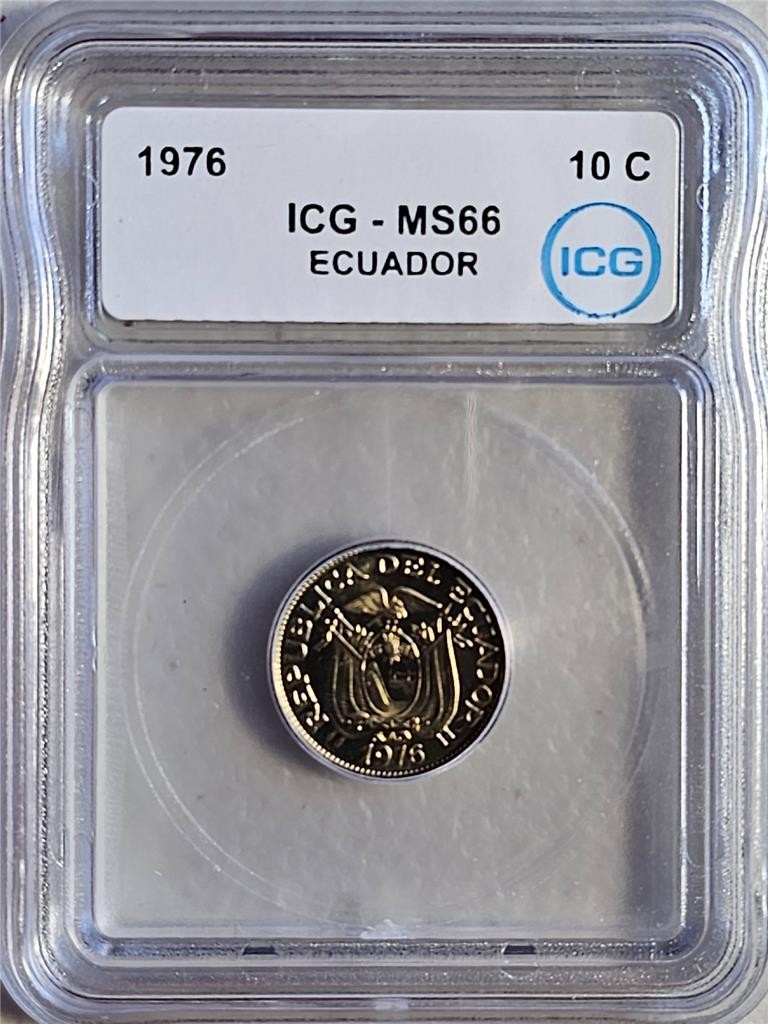 1976 10 C
ICG - MS66
ECUADOR
ICG
REPUBLICA DEL ECUADOR
1976